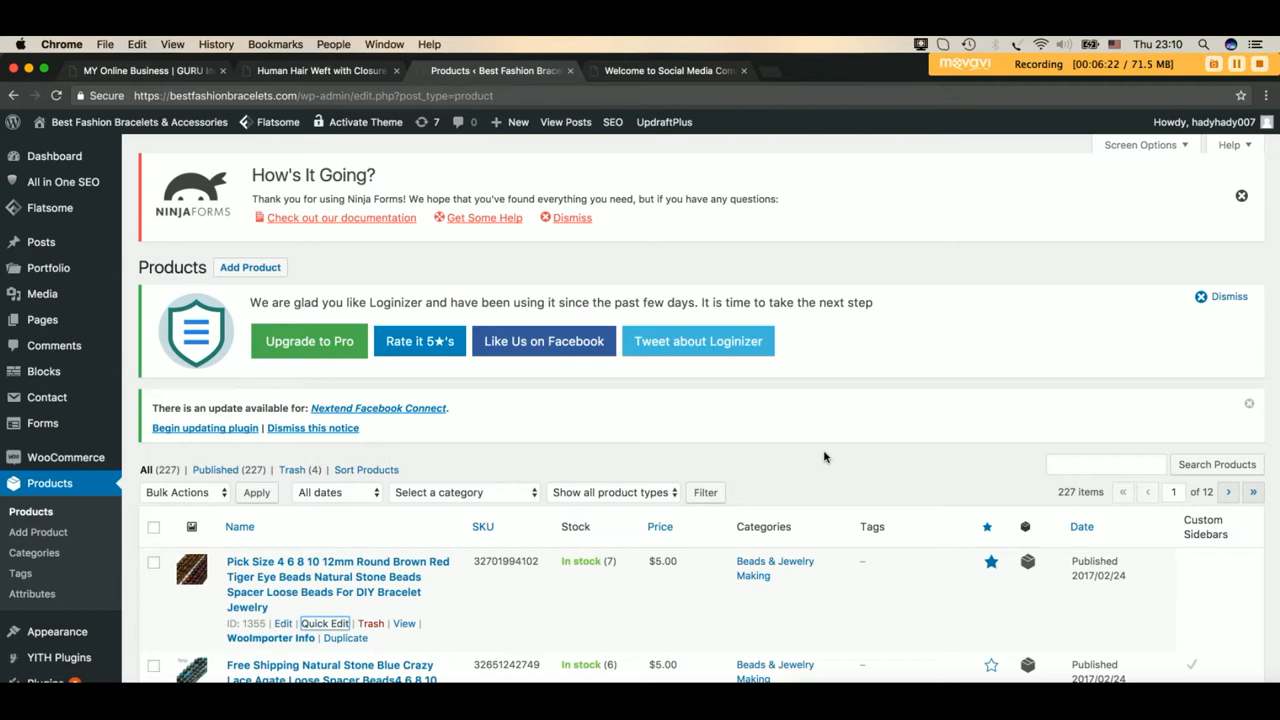 Chrome File Edit View History Bookmarks People Window Help Thu 23:10
MY Online Business | GURU In × Human Hair Weft with Closure × Products ‹ Best Fashion Brace × Welcome to Social Media Com ×
movavi Recording [00:06:22 / 71.5 MB]
Secure https://bestfashionbracelets.com/wp-admin/edit.php?post_type=product
Best Fashion Bracelets & Accessories Flatsome Activate Theme 7 0 + New View Posts SEO UpdraftPlus Howdy, hadyhady007
Screen Options Help
Dashboard
All in One SEO
Flatsome
Posts
Portfolio
Media
Pages
Comments
Blocks
Contact
Forms
WooCommerce
Products
Products
Add Product
Categories
Tags
Attributes
Appearance
YITH Plugins
NINJAFORMS
How's It Going?
Thank you for using Ninja Forms! We hope that you've found everything you need, but if you have any questions:
Check out our documentation Get Some Help Dismiss
Products Add Product
We are glad you like Loginizer and have been using it since the past few days. It is time to take the next step
Dismiss
Upgrade to Pro Rate it 5★'s Like Us on Facebook Tweet about Loginizer
There is an update available for: Nextend Facebook Connect.
Begin updating plugin | Dismiss this notice
All (227) | Published (227) | Trash (4) | Sort Products
Search Products
Bulk Actions Apply All dates Select a category Show all product types Filter 227 items « ‹ 1 of 12 › »
Name SKU Stock Price Categories Tags Date Custom
Sidebars
Pick Size 4 6 8 10 12mm Round Brown Red 32701994102 In stock (7) $5.00 Beads & Jewelry – Published
Tiger Eye Beads Natural Stone Beads Making 2017/02/24
Spacer Loose Beads For DIY Bracelet
Jewelry
ID: 1355 | Edit | Quick Edit | Trash | View |
WooImporter Info | Duplicate
Free Shipping Natural Stone Blue Crazy 32651242749 In stock (6) $5.00 Beads & Jewelry – Published
Lace Agate Loose Spacer Beads4 6 8 10 Making 2017/02/24